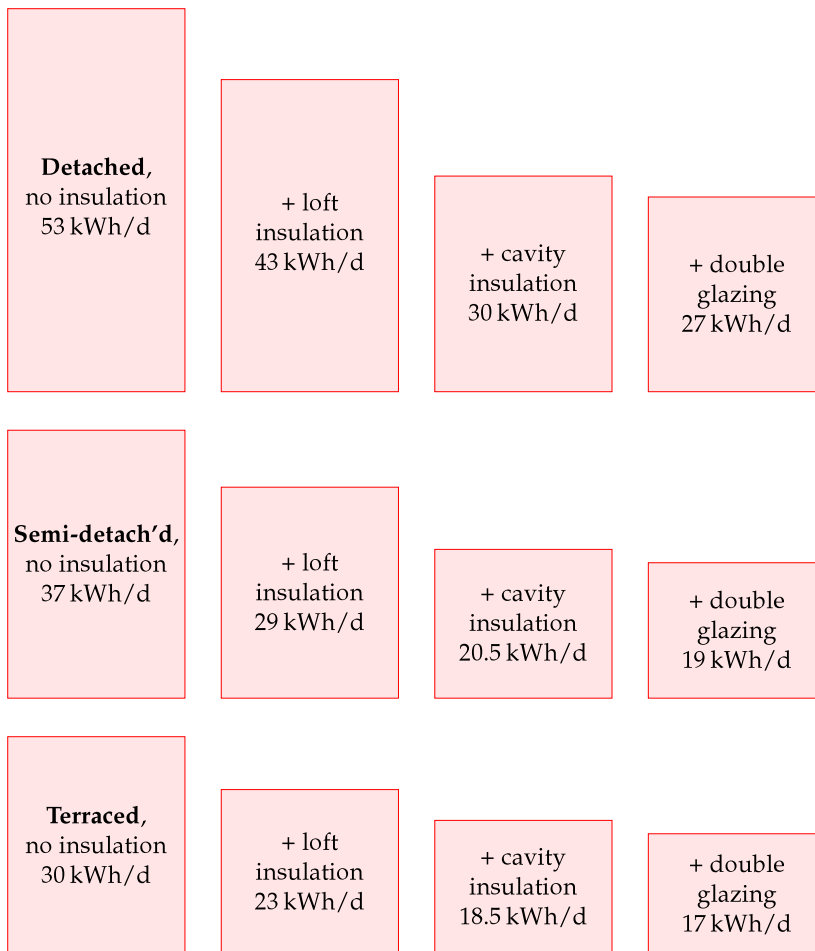 Detached,
no insulation
53 kWh/d
+ loft
insulation
43 kWh/d
+ cavity
insulation
30 kWh/d
+ double
glazing
27 kWh/d
Semi-detach'd,
no insulation
37 kWh/d
+ loft
insulation
29 kWh/d
+ cavity
insulation
20.5 kWh/d
+ double
glazing
19 kWh/d
Terraced,
no insulation
30 kWh/d
+ loft
insulation
23 kWh/d
+ cavity
insulation
18.5 kWh/d
+ double
glazing
17 kWh/d